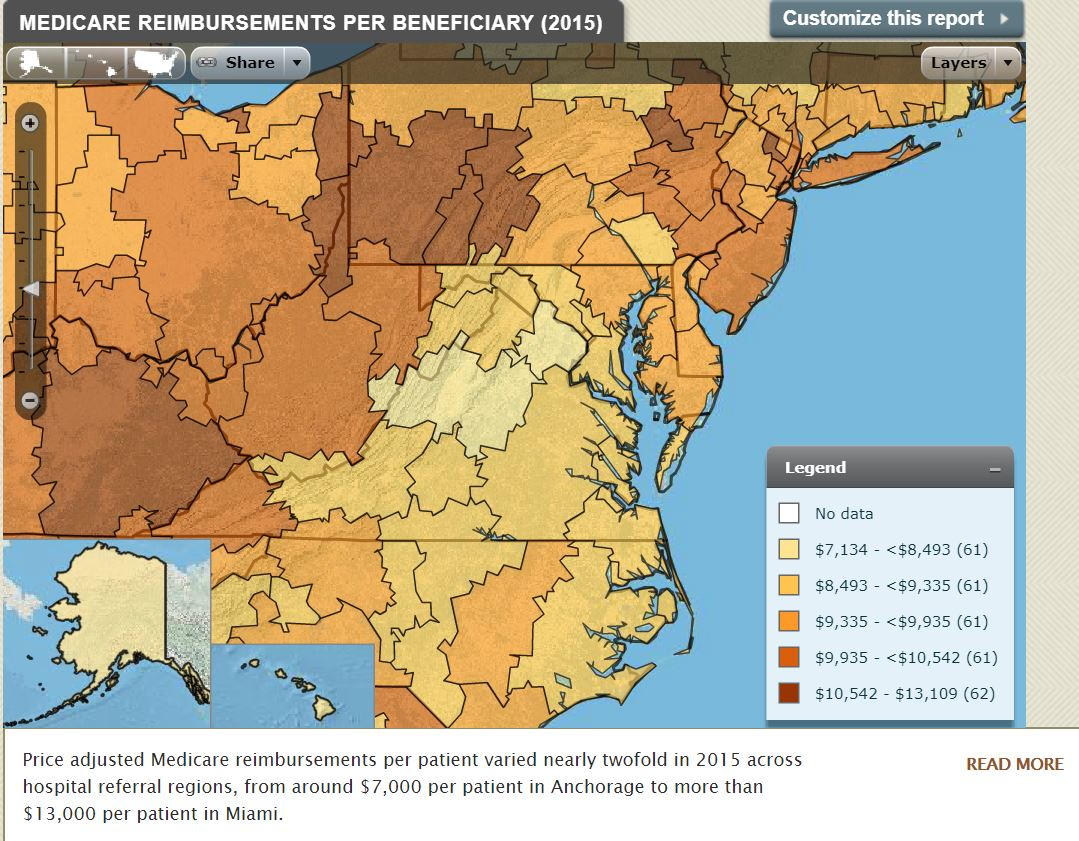 MEDICARE REIMBURSEMENTS PER BENEFICIARY (2015)
Customize this report
Share
Layers
Legend
No data
$7,134 - <$8,493 (61)
$8,493 - <$9,335 (61)
$9,335 - <$9,935 (61)
$9,935 - <$10,542 (61)
$10,542 - $13,109 (62)
Price adjusted Medicare reimbursements per patient varied nearly twofold in 2015 across
hospital referral regions, from around $7,000 per patient in Anchorage to more than
$13,000 per patient in Miami.
READ MORE